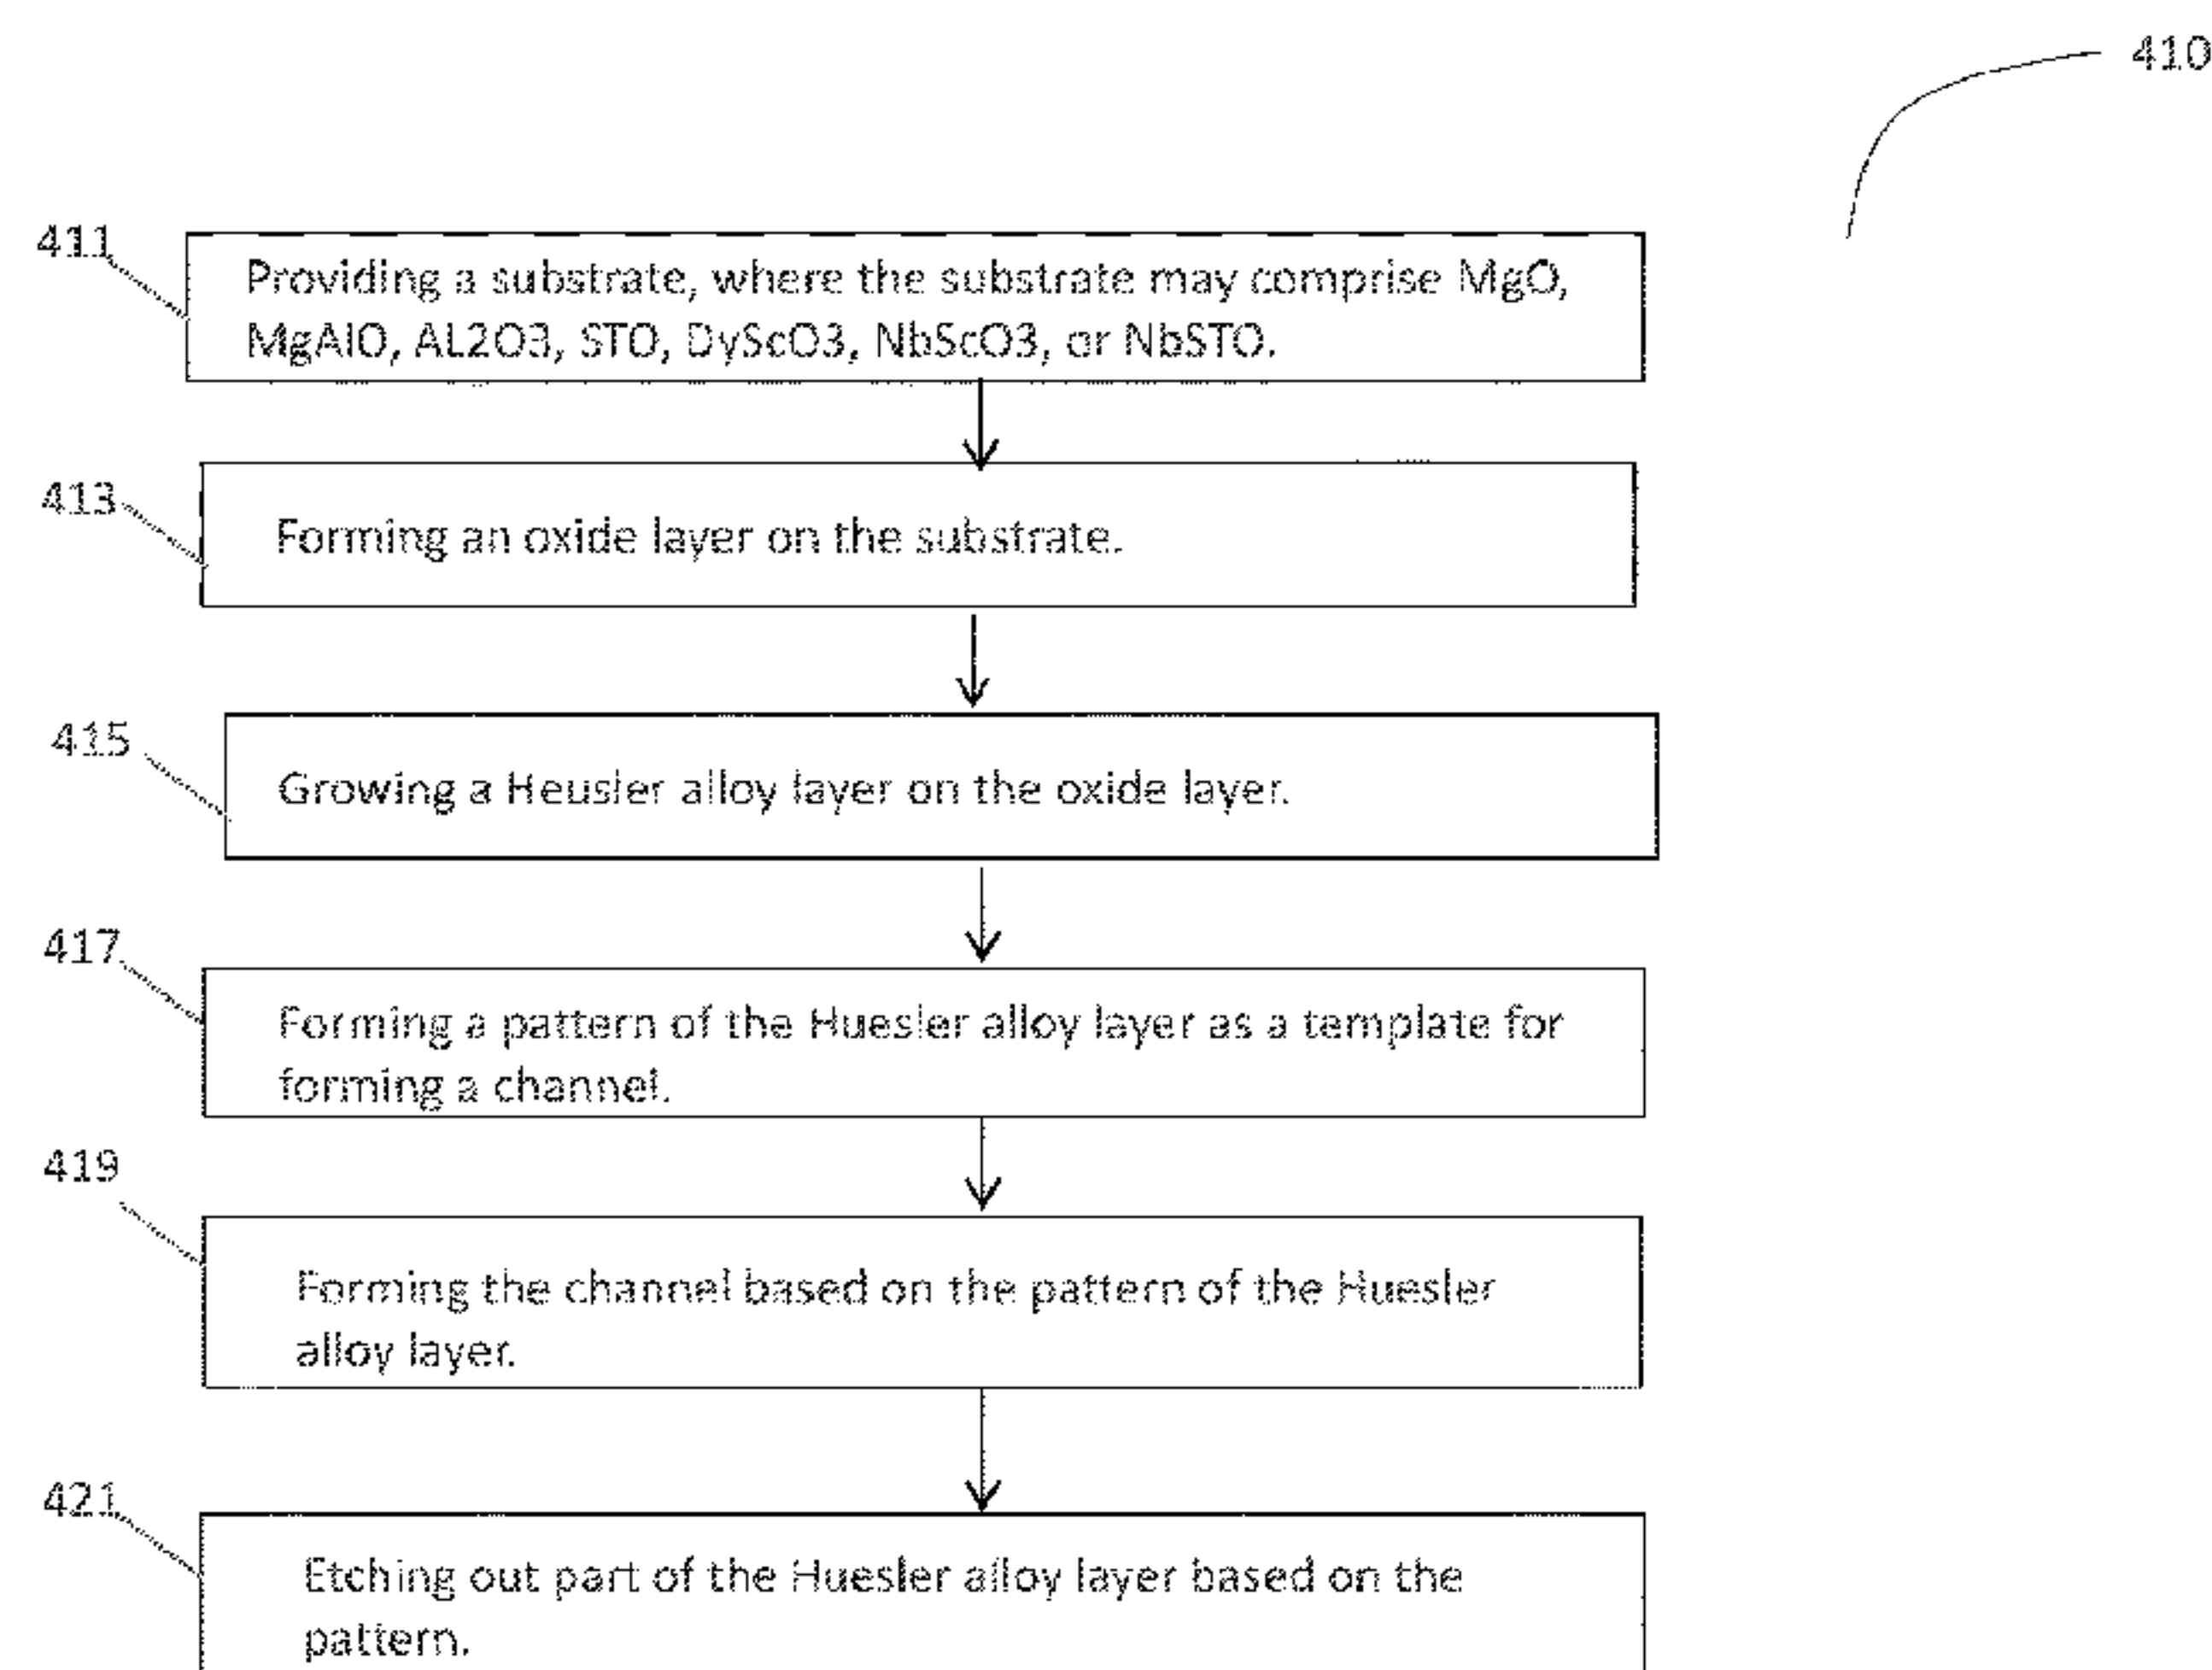 410
411
Providing a substrate, where the substrate may comprise MgO,
MgAlO, AL2O3, STO, DyScO3, NbScO3, or NbSTO.
413
Forming an oxide layer on the substrate.
415
Growing a Heusler alloy layer on the oxide layer.
417
Forming a pattern of the Huesler alloy layer as a template for
forming a channel.
419
Forming the channel based on the pattern of the Huesler
alloy layer.
421
Etching out part of the Huesler alloy layer based on the
pattern.